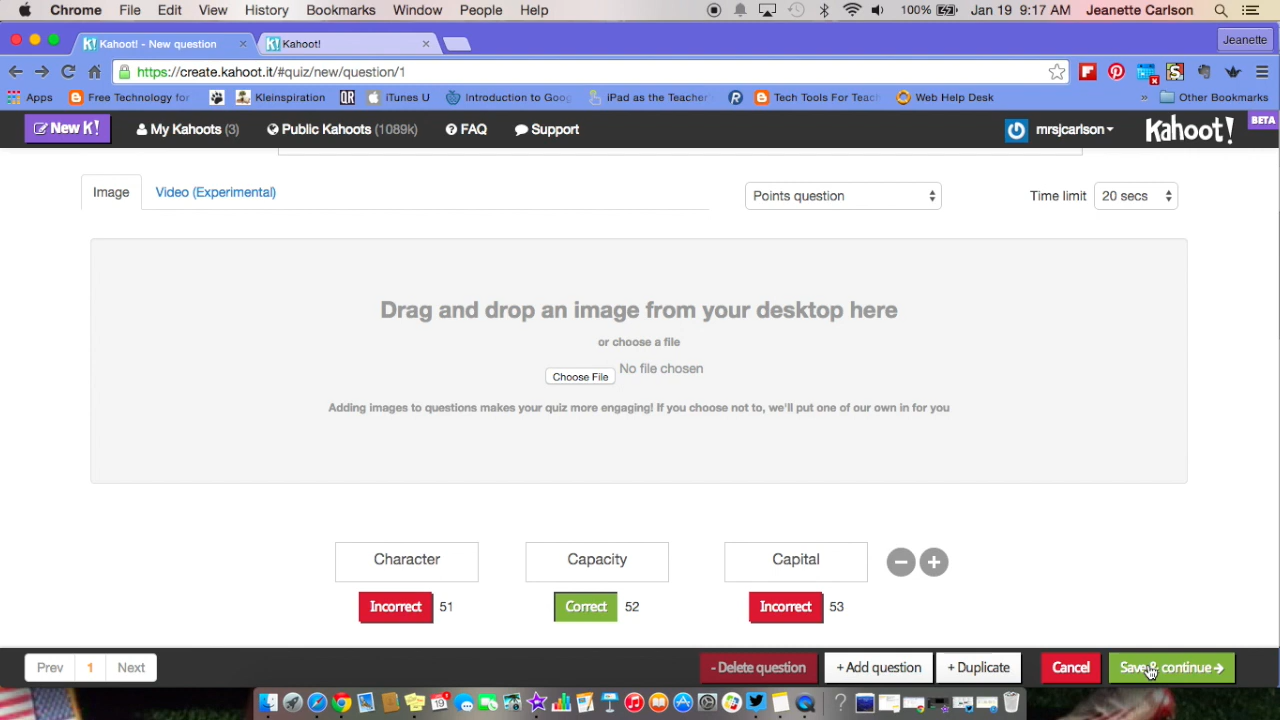 Chrome File Edit View History Bookmarks Window People Help 100% Jan 19 9:17 AM Jeanette Carlson
Kahoot! - New question × Kahoot! × Jeanette
https://create.kahoot.it/#quiz/new/question/1
Apps Free Technology for Kleinspiration QR iTunes U Introduction to Goog iPad as the Teacher' Tech Tools For Teac Web Help Desk » Other Bookmarks
New K! My Kahoots (3) Public Kahoots (1089k) FAQ Support mrsjcarlson Kahoot! BETA
Image Video (Experimental) Points question Time limit 20 secs
Drag and drop an image from your desktop here
or choose a file
Choose File No file chosen
Adding images to questions makes your quiz more engaging! If you choose not to, we'll put one of our own in for you
Character Capacity Capital
Incorrect 51 Correct 52 Incorrect 53
Prev 1 Next - Delete question + Add question + Duplicate Cancel Save & continue →